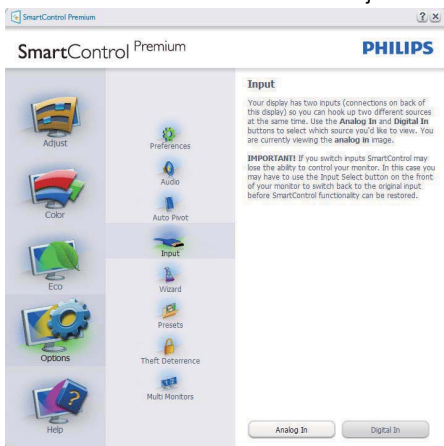 SmartControl Premium
SmartControl Premium
PHILIPS
Adjust
Color
Eco
Options
Help
Preferences
Audio
Auto Pivot
Input
Wizard
Presets
Theft Deterrence
Multi Monitors
Input
Your display has two inputs (connections on back of
this display) so you can hook up two different sources
at the same time. Use the Analog In and Digital In
buttons to select which source you'd like to view. You
are currently viewing the analog in image.
IMPORTANT! If you switch inputs SmartControl may
lose the ability to control your monitor. In this case you
may have to use the Input Select button on the front
of your monitor to switch back to the original input
before SmartControl functionality can be restored.
Analog In
Digital In